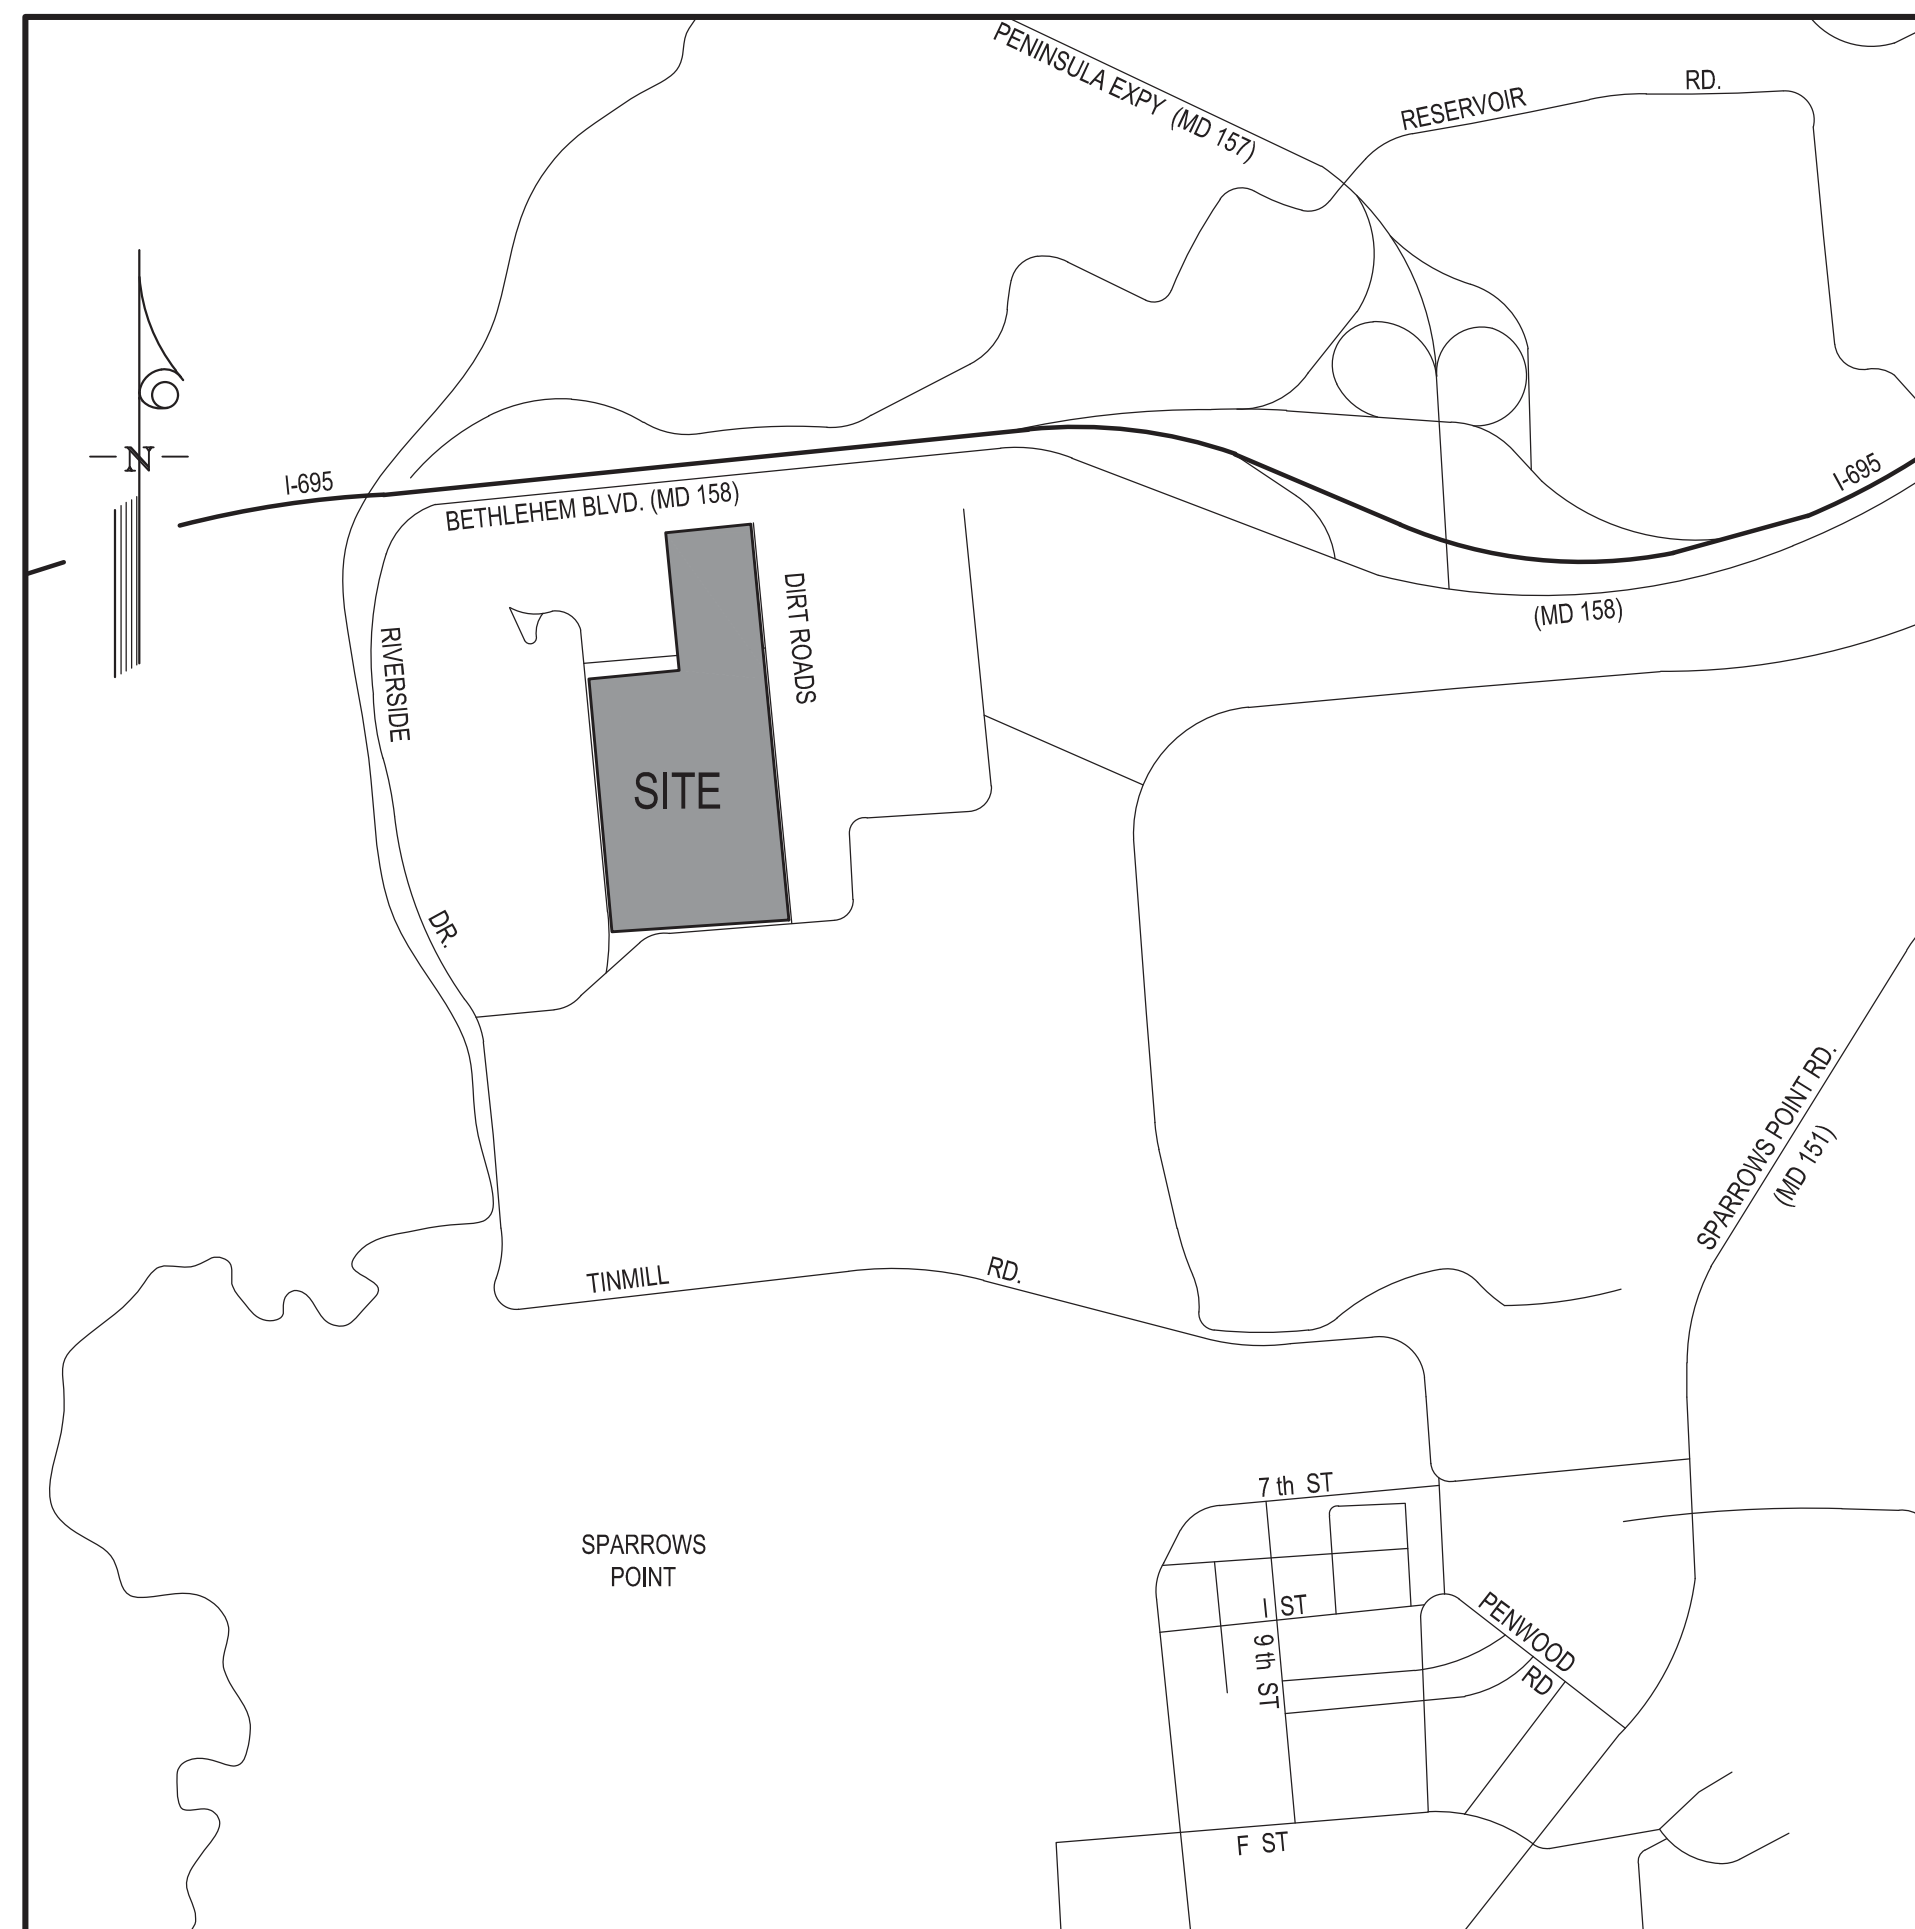 PENINSULA EXPY (MD 157)
RESERVOIR
RD.
N
I-695
I-695
BETHLEHEM BLVD. (MD 158)
DIRT ROADS
(MD 158)
RIVERSIDE
SITE
DR.
SPARROWS POINT RD.
(MD 151)
TINMILL
RD.
7 th ST
SPARROWS
POINT
I ST
9 th ST
PENWOOD
RD
F ST